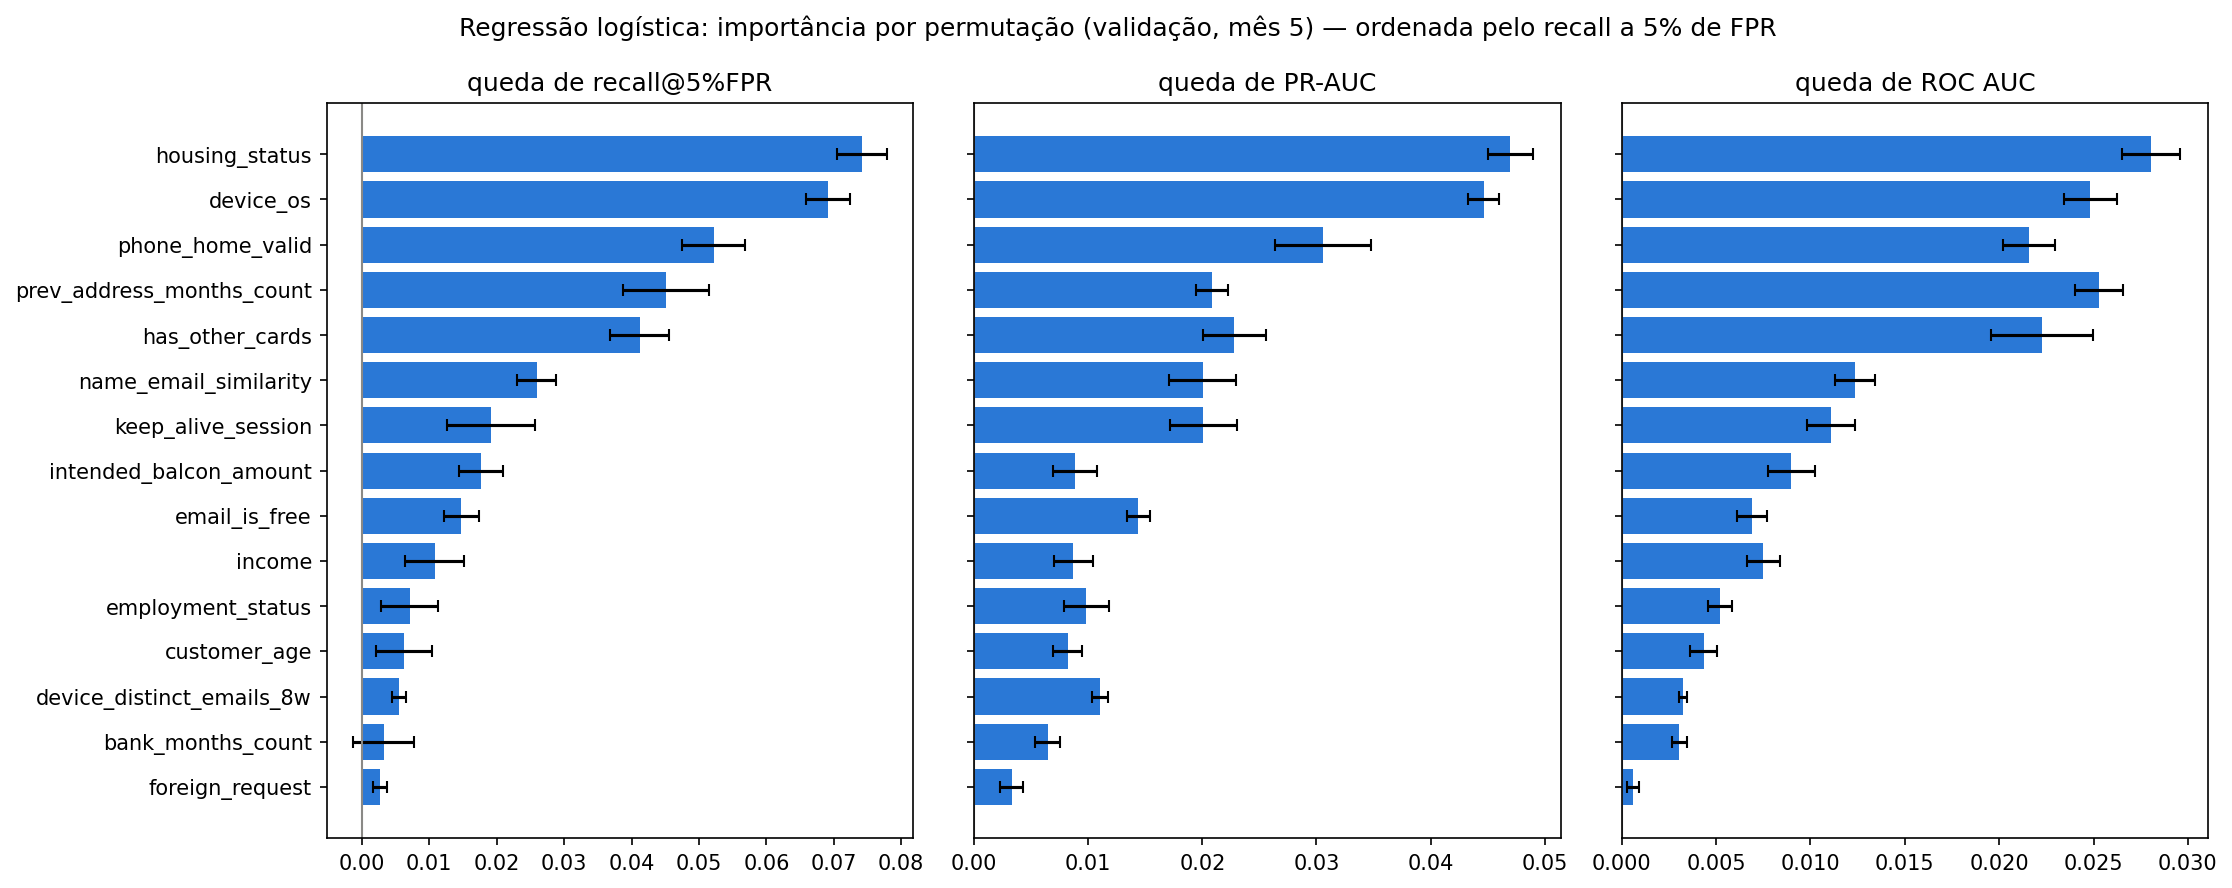 Regressão logística: importância por permutação (validação, mês 5) — ordenada pelo recall a 5% de FPR
queda de recall@5%FPR
queda de PR-AUC
queda de ROC AUC
housing_status
device_os
phone_home_valid
prev_address_months_count
has_other_cards
name_email_similarity
keep_alive_session
intended_balcon_amount
email_is_free
income
employment_status
customer_age
device_distinct_emails_8w
bank_months_count
foreign_request
0.00 0.01 0.02 0.03 0.04 0.05 0.06 0.07 0.08
0.00 0.01 0.02 0.03 0.04 0.05
0.000 0.005 0.010 0.015 0.020 0.025 0.030